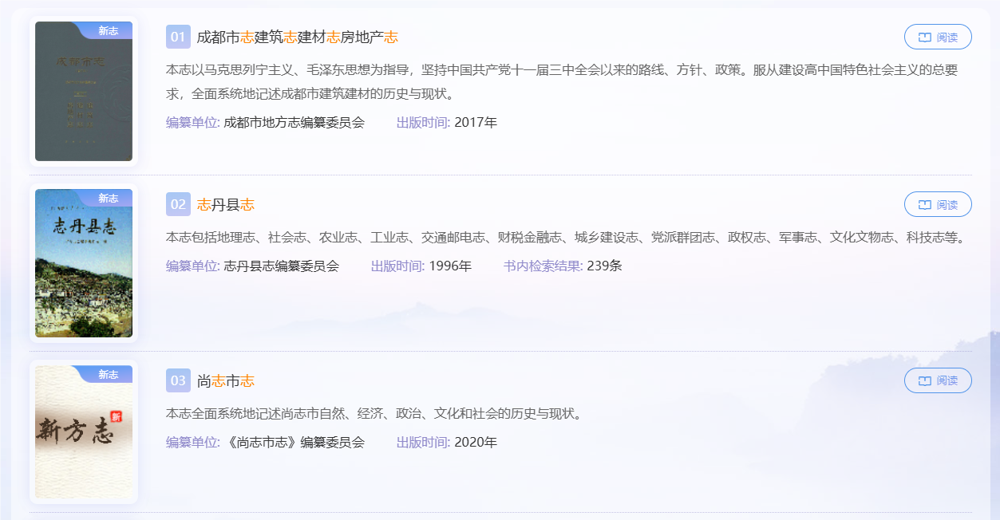 新志
成都市志
01 成都市志建筑志建材志房地产志
阅读
本志以马克思列宁主义、毛泽东思想为指导，坚持中国共产党十一届三中全会以来的路线、方针、政策。服从建设高中国特色社会主义的总要
求，全面系统地记述成都市建筑建材的历史与现状。
编纂单位: 成都市地方志编纂委员会 出版时间: 2017年
新志
志丹县志
02 志丹县志
阅读
本志包括地理志、社会志、农业志、工业志、交通邮电志、财税金融志、城乡建设志、党派群团志、政权志、军事志、文化文物志、科技志等。
编纂单位: 志丹县志编纂委员会 出版时间: 1996年 书内检索结果: 239条
新志
新方志
新
03 尚志市志
阅读
本志全面系统地记述尚志市自然、经济、政治、文化和社会的历史与现状。
编纂单位: 《尚志市志》编纂委员会 出版时间: 2020年